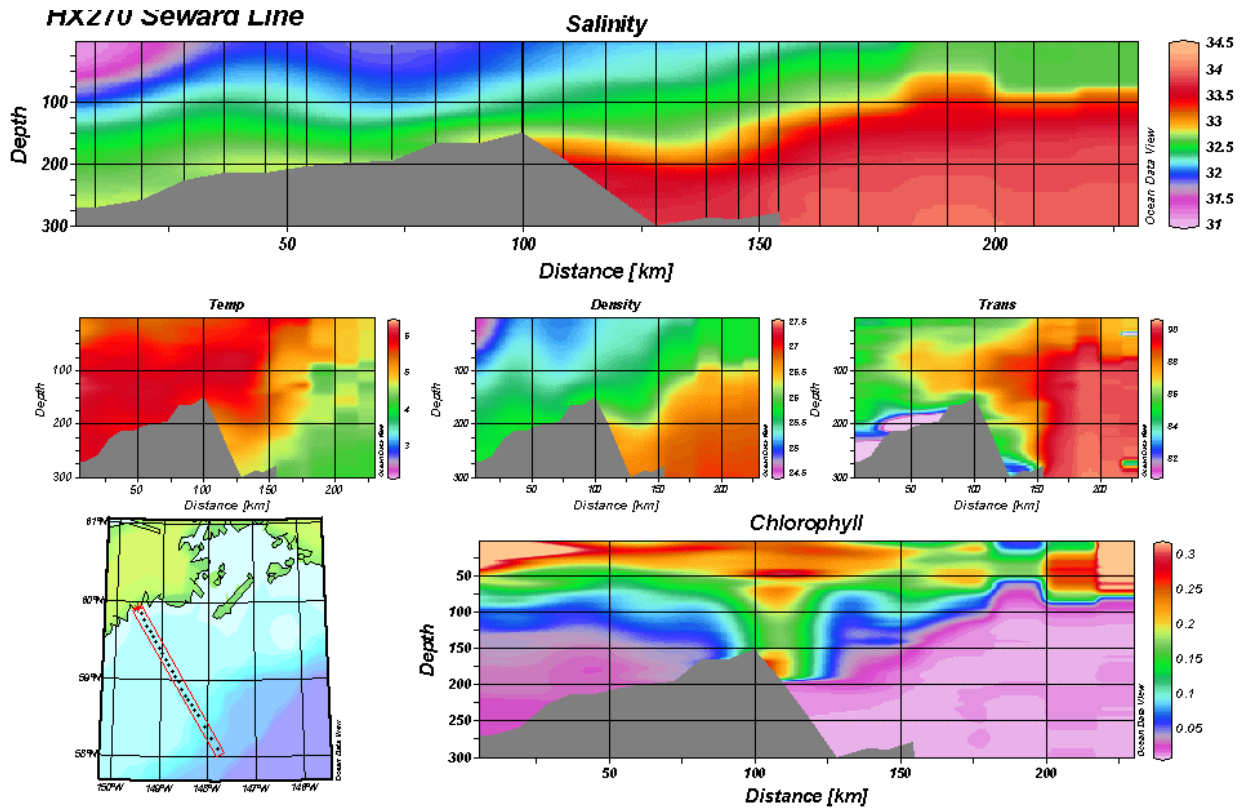 HX270 Seward Line
Salinity
Depth
100
200
300
50
100
150
200
Distance [km]
Ocean Data View
34.5
34
33.5
33
32.5
32
31.5
31
Temp
Depth
100
200
300
50
100
150
200
Distance [km]
Ocean Data View
6
5
4
3
Density
Depth
100
200
300
50
100
150
200
Distance [km]
Ocean Data View
27.5
27
26.5
26
25.5
25
24.5
Trans
Depth
100
200
300
50
100
150
200
Distance [km]
Ocean Data View
90
88
86
84
82
61°N
60°N
59°N
58°N
150°W
149°W
148°W
147°W
146°W
Ocean Data View
Chlorophyll
Depth
50
100
150
200
250
300
50
100
150
200
Distance [km]
Ocean Data View
0.3
0.25
0.2
0.15
0.1
0.05